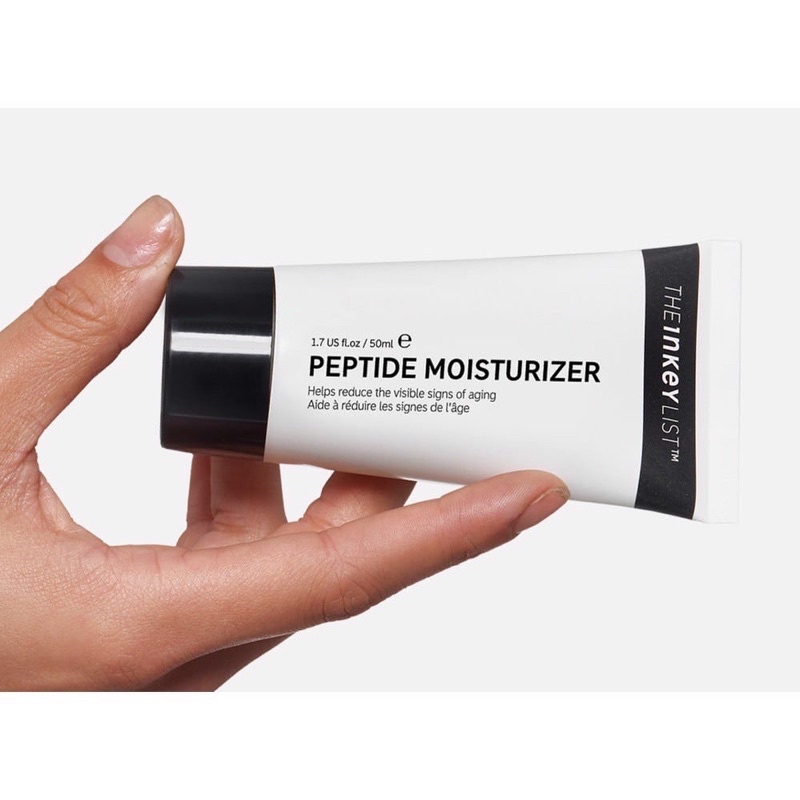 1.7 US fl.oz / 50ml ℮
PEPTIDE MOISTURIZER
Helps reduce the visible signs of aging
Aide à réduire les signes de l'âge
THE INKEY LIST™